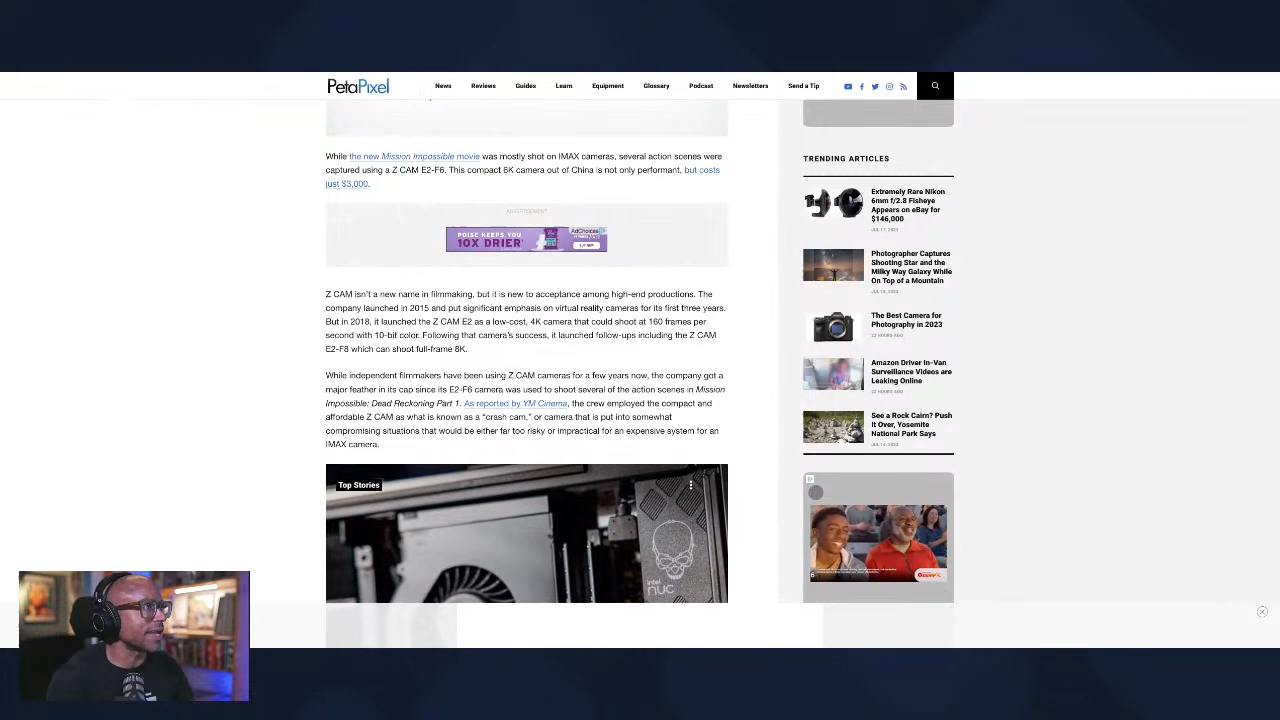 PetaPixel
News Reviews Guides Learn Equipment Glossary Podcast Newsletters Send a Tip
While the new Mission Impossible movie was mostly shot on IMAX cameras, several action scenes were
captured using a Z CAM E2-F6. This compact 6K camera out of China is not only performant, but costs
just $3,000.
ADVERTISEMENT
POISE KEEPS YOU
10X DRIER
AdChoices
BUY NOW
Z CAM isn't a new name in filmmaking, but it is new to acceptance among high-end productions. The
company launched in 2015 and put significant emphasis on virtual reality cameras for its first three years.
But in 2018, it launched the Z CAM E2 as a low-cost, 4K camera that could shoot at 160 frames per
second with 10-bit color. Following that camera's success, it launched follow-ups including the Z CAM
E2-F8 which can shoot full-frame 8K.
While independent filmmakers have been using Z CAM cameras for a few years now, the company got a
major feather in its cap since its E2-F6 camera was used to shoot several of the action scenes in Mission
Impossible: Dead Reckoning Part 1. As reported by YM Cinema, the crew employed the compact and
affordable Z CAM as what is known as a "crash cam," or camera that is put into somewhat
compromising situations that would be either far too risky or impractical for an expensive system for an
IMAX camera.
Top Stories
intel
nuc
TRENDING ARTICLES
Extremely Rare Nikon
6mm f/2.8 Fisheye
Appears on eBay for
$146,000
JUL 17, 2023
Photographer Captures
Shooting Star and the
Milky Way Galaxy While
On Top of a Mountain
The Best Camera for
Photography in 2023
22 HOURS AGO
Amazon Driver In-Van
Surveillance Videos are
Leaking Online
22 HOURS AGO
See a Rock Cairn? Push
It Over, Yosemite
National Park Says